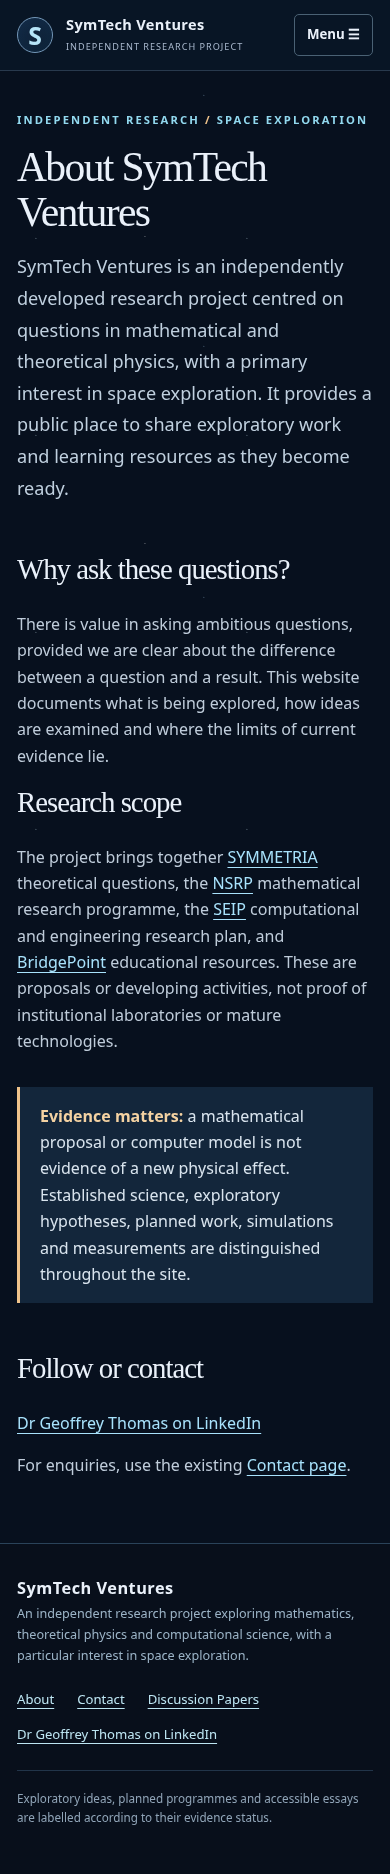 S
SymTech Ventures
INDEPENDENT RESEARCH PROJECT
Menu ☰
INDEPENDENT RESEARCH / SPACE EXPLORATION
About SymTech
Ventures
SymTech Ventures is an independently
developed research project centred on
questions in mathematical and
theoretical physics, with a primary
interest in space exploration. It provides a
public place to share exploratory work
and learning resources as they become
ready.
Why ask these questions?
There is value in asking ambitious questions,
provided we are clear about the difference
between a question and a result. This website
documents what is being explored, how ideas
are examined and where the limits of current
evidence lie.
Research scope
The project brings together SYMMETRIA
theoretical questions, the NSRP mathematical
research programme, the SEIP computational
and engineering research plan, and
BridgePoint educational resources. These are
proposals or developing activities, not proof of
institutional laboratories or mature
technologies.
Evidence matters: a mathematical
proposal or computer model is not
evidence of a new physical effect.
Established science, exploratory
hypotheses, planned work, simulations
and measurements are distinguished
throughout the site.
Follow or contact
Dr Geoffrey Thomas on LinkedIn
For enquiries, use the existing Contact page.
SymTech Ventures
An independent research project exploring mathematics,
theoretical physics and computational science, with a
particular interest in space exploration.
About Contact Discussion Papers
Dr Geoffrey Thomas on LinkedIn
Exploratory ideas, planned programmes and accessible essays
are labelled according to their evidence status.